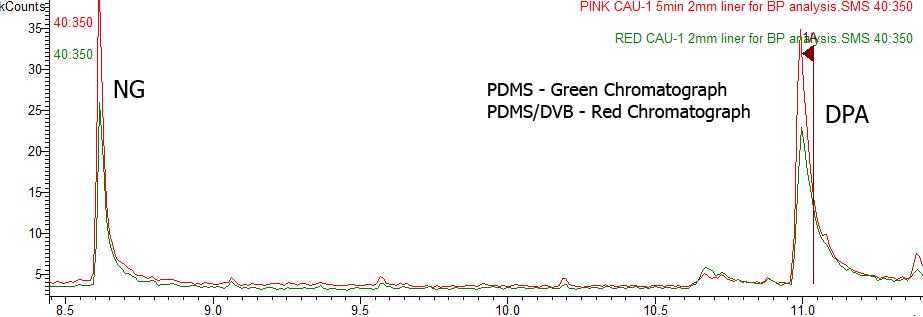 kCounts
PINK CAU-1 5min 2mm liner for BP analysis.SMS 40:350
35
40:350
RED CAU-1 2mm liner for BP analysis.SMS 40:350
1A
40:350
30
NG
PDMS - Green Chromatograph
PDMS/DVB - Red Chromatograph
DPA
25
20
15
10
5
8.5 9.0 9.5 10.0 10.5 11.0